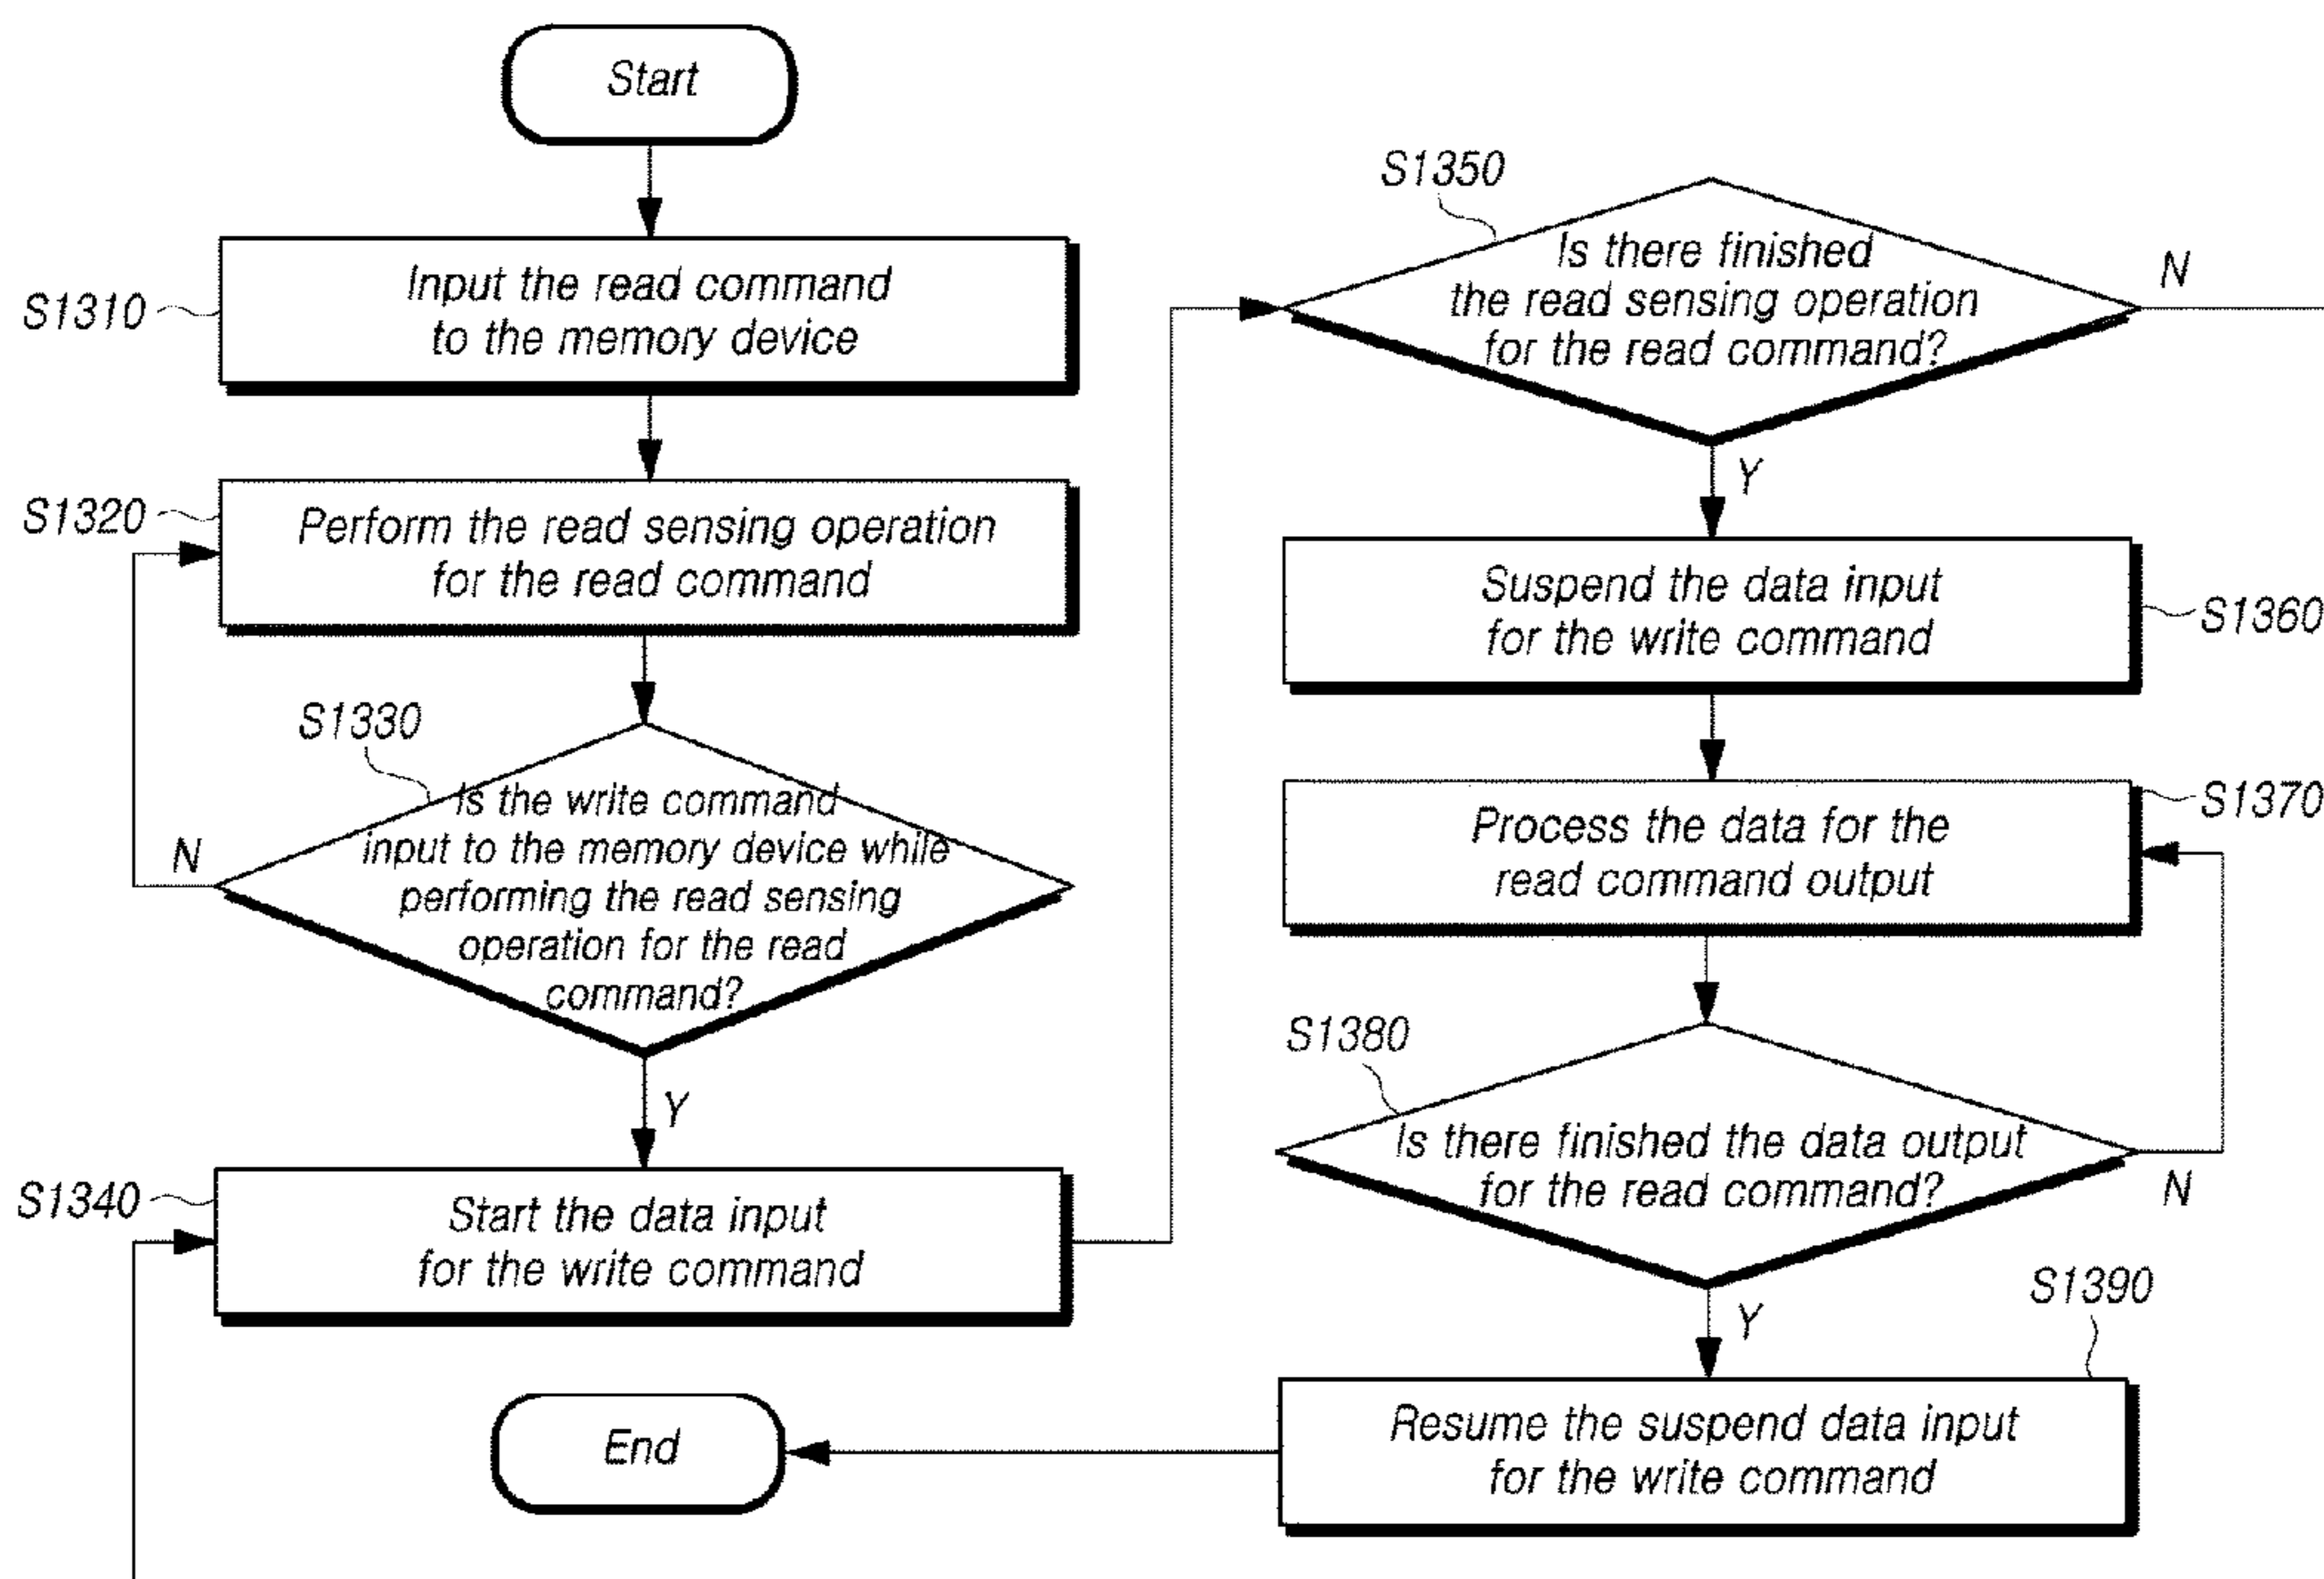 Start
S1310
Input the read command
to the memory device
S1320
Perform the read sensing operation
for the read command
S1330
Is the write command
input to the memory device while
performing the read sensing
operation for the read
command?
N
Y
S1340
Start the data input
for the write command
End
S1350
Is there finished
the read sensing operation
for the read command?
N
Y
Suspend the data input
for the write command
S1360
Process the data for the
read command output
S1370
S1380
Is there finished the data output
for the read command?
N
Y
S1390
Resume the suspend data input
for the write command